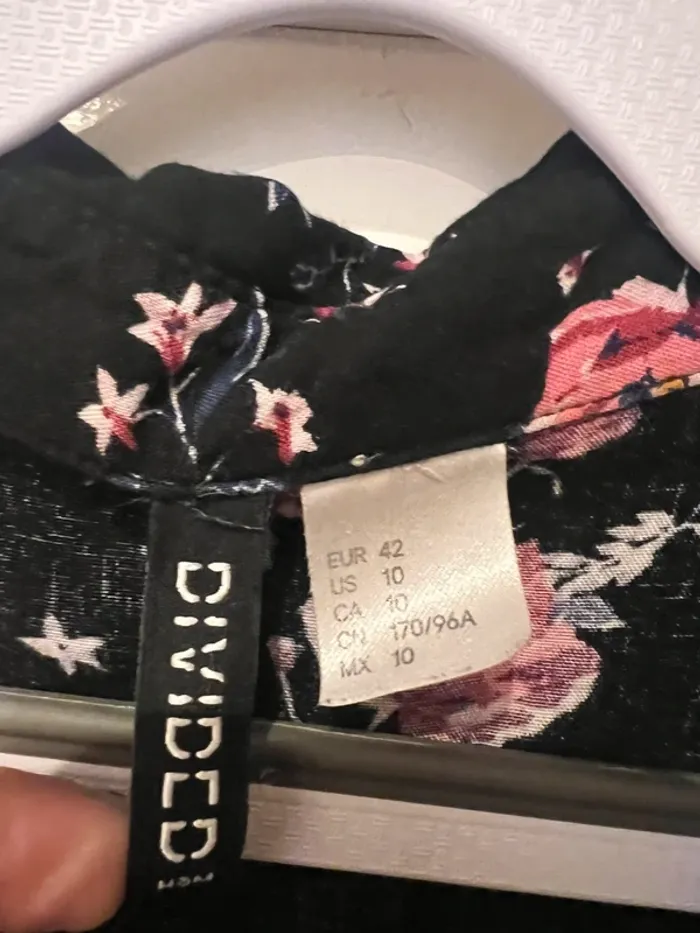 DIVIDED
H&M
EUR 42
US 10
CA 10
CN 170/96A
MX 10